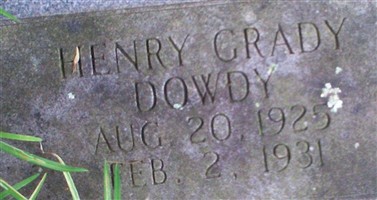 HENRY GRADY
DOWDY
AUG. 20, 1925
FEB. 2, 1931